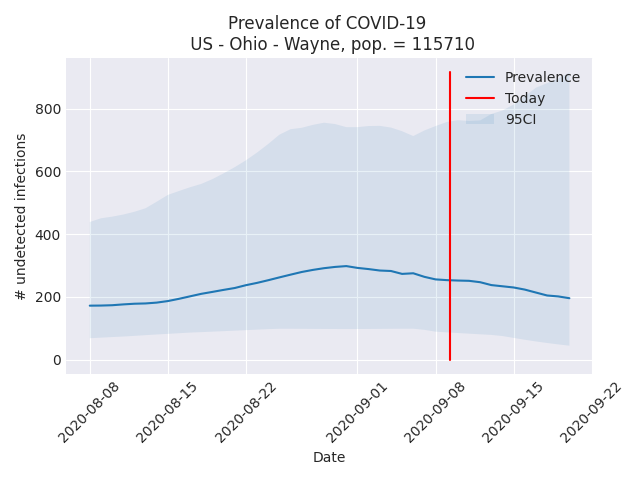 Prevalence of COVID-19
US - Ohio - Wayne, pop. = 115710
Prevalence
Today
95CI
800
600
400
200
0
# undetected infections
2020-08-08
2020-08-15
2020-08-22
2020-09-01
2020-09-08
2020-09-15
2020-09-22
Date